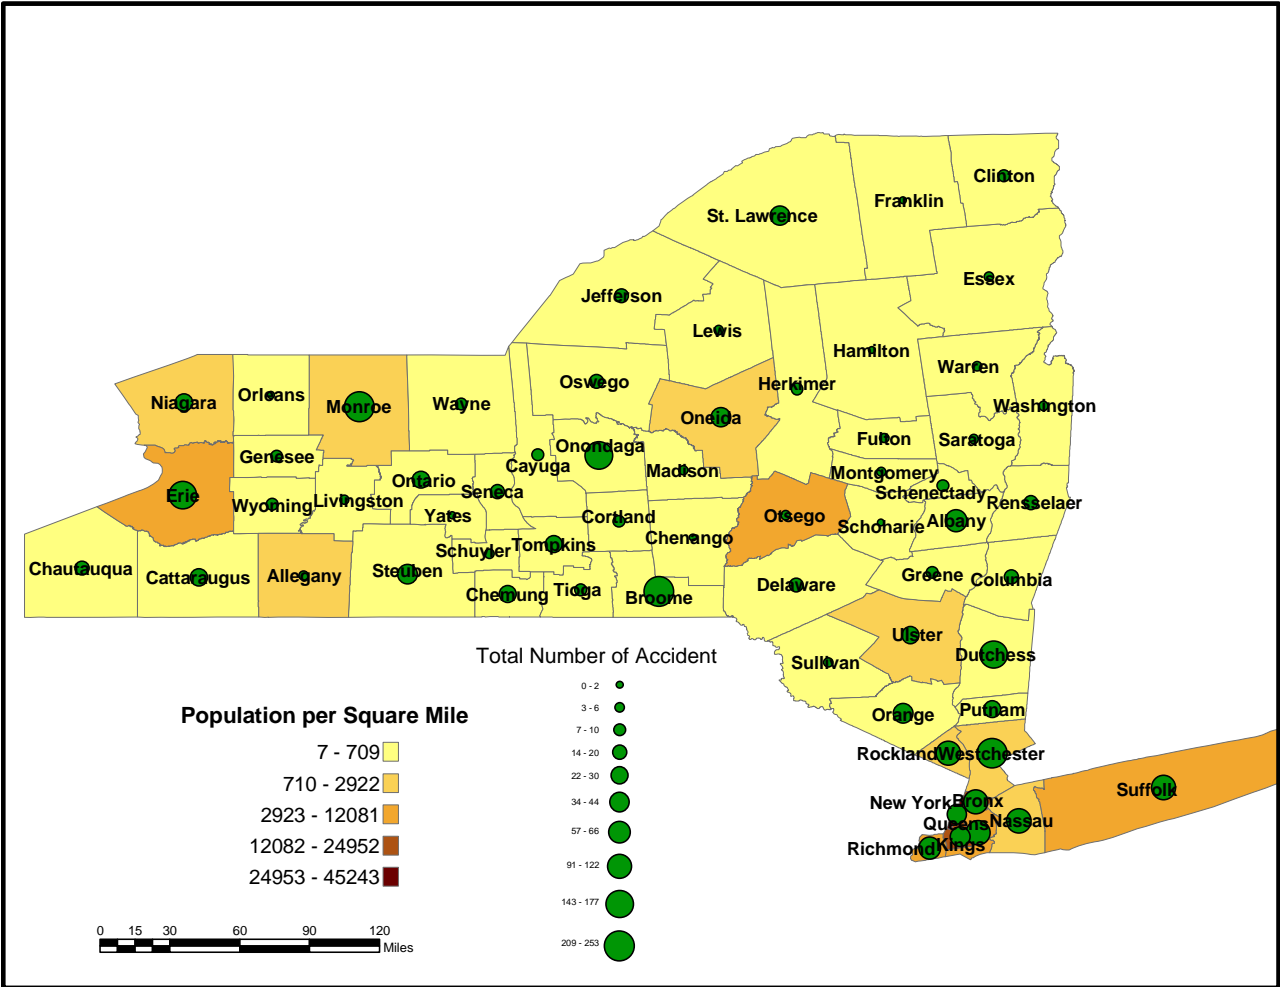 Clinton
Franklin
St. Lawrence
Essex
Jefferson
Lewis
Hamilton
Warren
Oswego
Herkimer
Orleans
Niagara
Monroe
Wayne
Washington
Oneida
Fulton
Saratoga
Onondaga
Genesee
Cayuga
Madison
Montgomery
Ontario
Seneca
Schenectady
Erie
Livingston
Wyoming
Rensselaer
Yates
Cortland
Otsego
Schoharie
Albany
Chenango
Schuyler
Tompkins
Chautauqua
Cattaraugus
Allegany
Steuben
Greene
Columbia
Delaware
Chemung
Tioga
Broome
Ulster
Dutchess
Sullivan
Orange
Putnam
Rockland
Westchester
Suffolk
New York
Bronx
Queens
Nassau
Richmond
Kings
Total Number of Accident
0 - 2
3 - 6
7 - 10
14 - 20
22 - 30
34 - 44
57 - 66
91 - 122
143 - 177
209 - 253
Population per Square Mile
7 - 709
710 - 2922
2923 - 12081
12082 - 24952
24953 - 45243
0 15 30 60 90 120
Miles